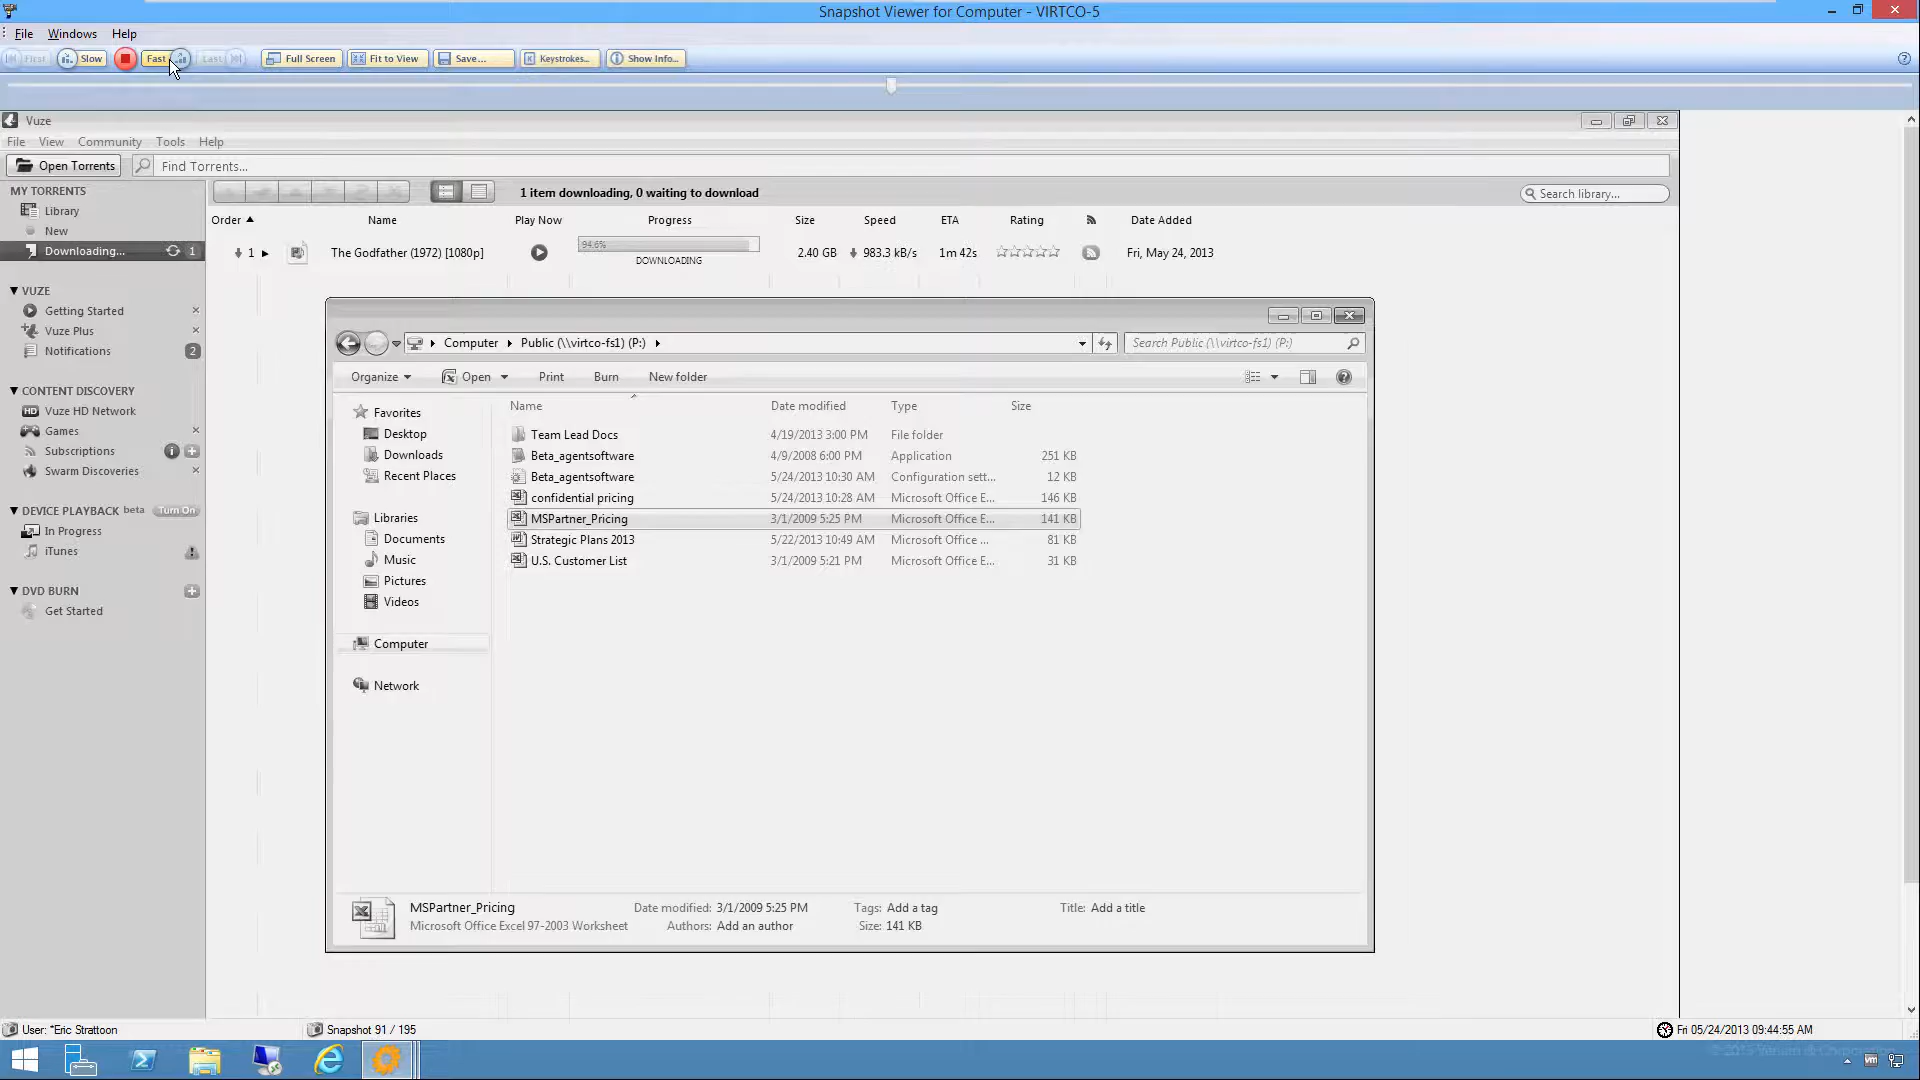 Snapshot Viewer for Computer - VIRTCO-5
File Windows Help
First Slow Fast Last Full Screen Fit to View Save... Keystrokes... Show Info...
Vuze
File View Community Tools Help
Open Torrents Find Torrents...
MY TORRENTS
Library
New
Downloading... 1
VUZE
Getting Started
Vuze Plus
Notifications 2
CONTENT DISCOVERY
HD Vuze HD Network
Games
Subscriptions
Swarm Discoveries
DEVICE PLAYBACK beta Turn On
In Progress
iTunes
DVD BURN
Get Started
1 item downloading, 0 waiting to download Search library...
Order Name Play Now Progress Size Speed ETA Rating Date Added
1 The Godfather (1972) [1080p] 94.6% 2.40 GB 983.3 kB/s 1m 42s Fri, May 24, 2013
DOWNLOADING
Computer Public (\\virtco-fs1) (P:) Search Public (\\virtco-fs1) (P:)
Organize Open Print Burn New folder
Favorites
Desktop
Downloads
Recent Places
Libraries
Documents
Music
Pictures
Videos
Computer
Network
Name Date modified Type Size
Team Lead Docs 4/19/2013 3:00 PM File folder
Beta_agentsoftware 4/9/2008 6:00 PM Application 251 KB
Beta_agentsoftware 5/24/2013 10:30 AM Configuration sett... 12 KB
confidential pricing 5/24/2013 10:28 AM Microsoft Office E... 146 KB
MSPartner_Pricing 3/1/2009 5:25 PM Microsoft Office E... 141 KB
Strategic Plans 2013 5/22/2013 10:49 AM Microsoft Office ... 81 KB
U.S. Customer List 3/1/2009 5:21 PM Microsoft Office E... 31 KB
MSPartner_Pricing Date modified: 3/1/2009 5:25 PM Tags: Add a tag Title: Add a title
Microsoft Office Excel 97-2003 Worksheet Authors: Add an author Size: 141 KB
User: *Eric Strattoon Snapshot 91 / 195 Fri 05/24/2013 09:44:55 AM